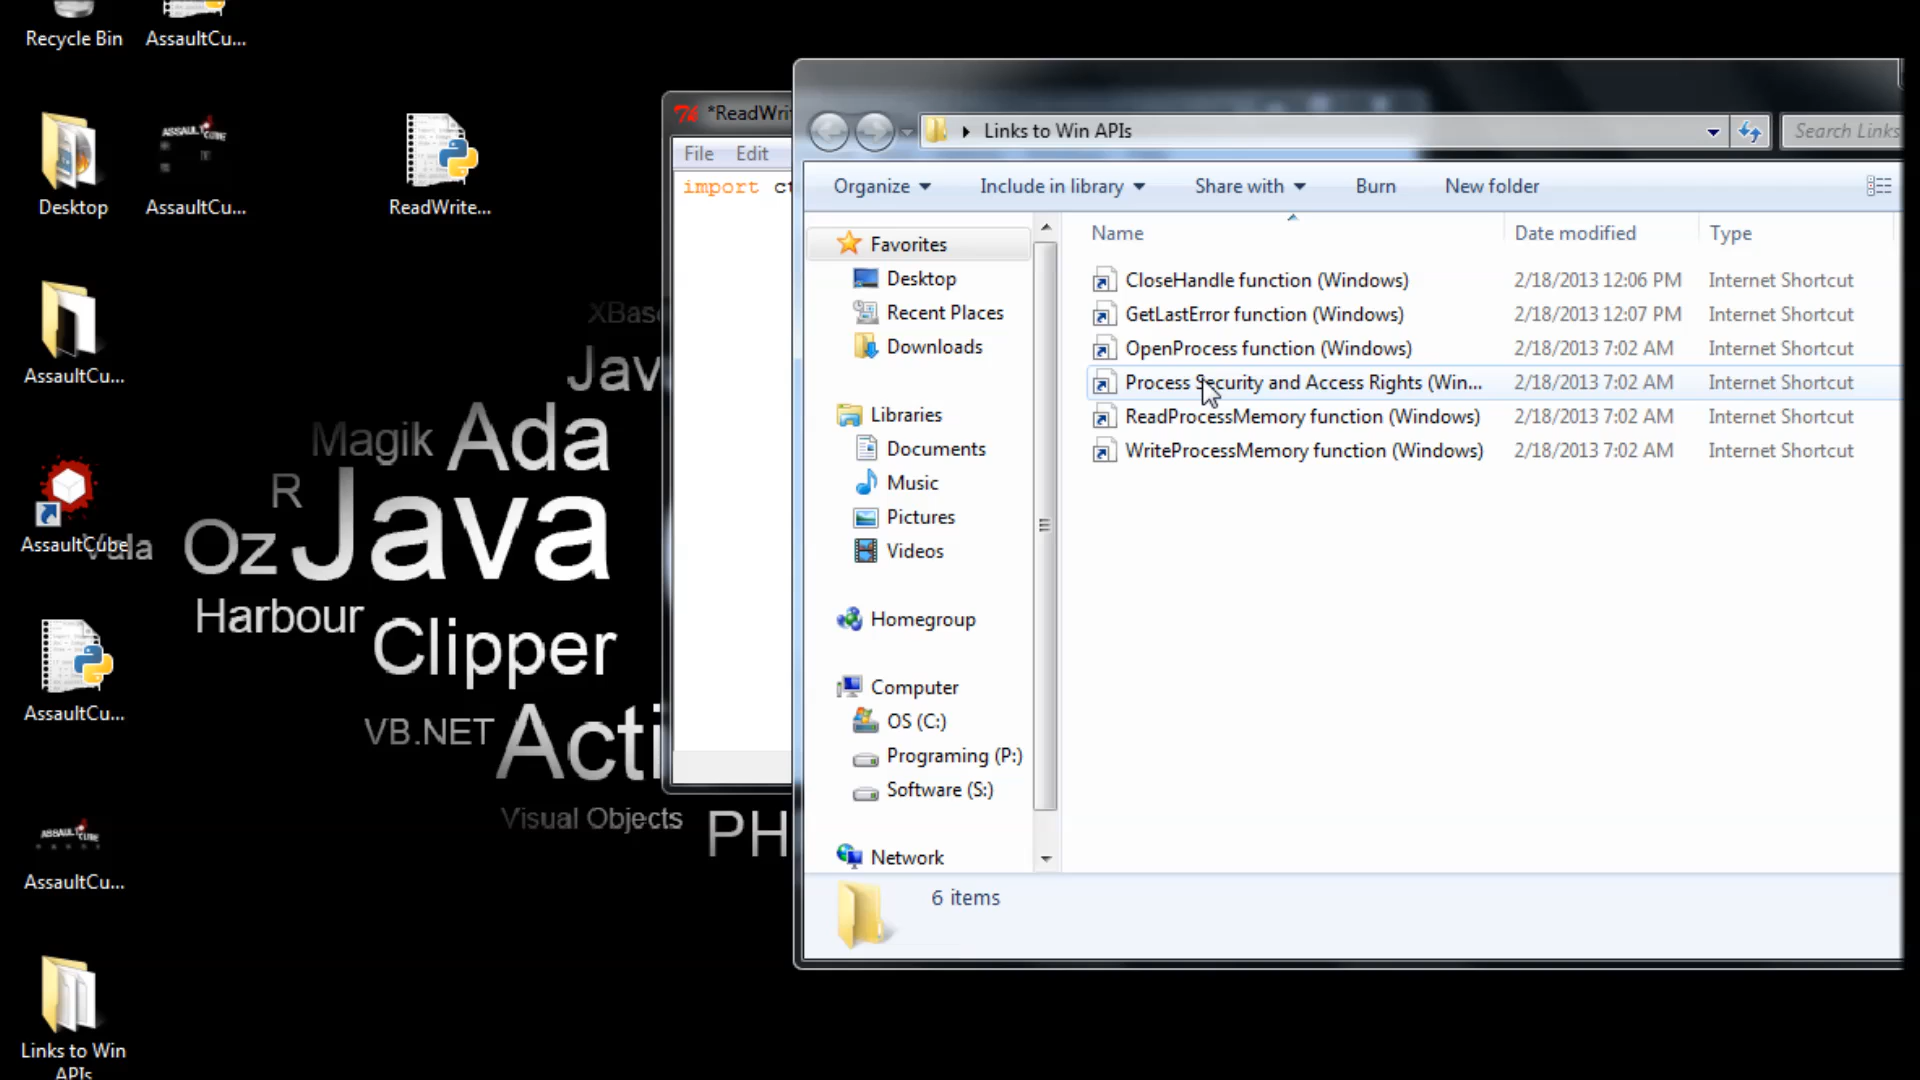 Recycle Bin
AssaultCu...
Desktop
AssaultCu...
ReadWrite...
AssaultCu...
AssaultCube
AssaultCu...
AssaultCu...
Links to Win
APIs
XBase
Jav
Magik
Ada
R
Java
Vala
Oz
Harbour
Clipper
VB.NET
Acti
Visual Objects
PH
*ReadWri
File Edit
import ct
Links to Win APIs
Search Links
Organize
Include in library
Share with
Burn
New folder
Favorites
Desktop
Recent Places
Downloads
Libraries
Documents
Music
Pictures
Videos
Homegroup
Computer
OS (C:)
Programing (P:)
Software (S:)
Network
Name Date modified Type
CloseHandle function (Windows) 2/18/2013 12:06 PM Internet Shortcut
GetLastError function (Windows) 2/18/2013 12:07 PM Internet Shortcut
OpenProcess function (Windows) 2/18/2013 7:02 AM Internet Shortcut
Process Security and Access Rights (Win... 2/18/2013 7:02 AM Internet Shortcut
ReadProcessMemory function (Windows) 2/18/2013 7:02 AM Internet Shortcut
WriteProcessMemory function (Windows) 2/18/2013 7:02 AM Internet Shortcut
6 items